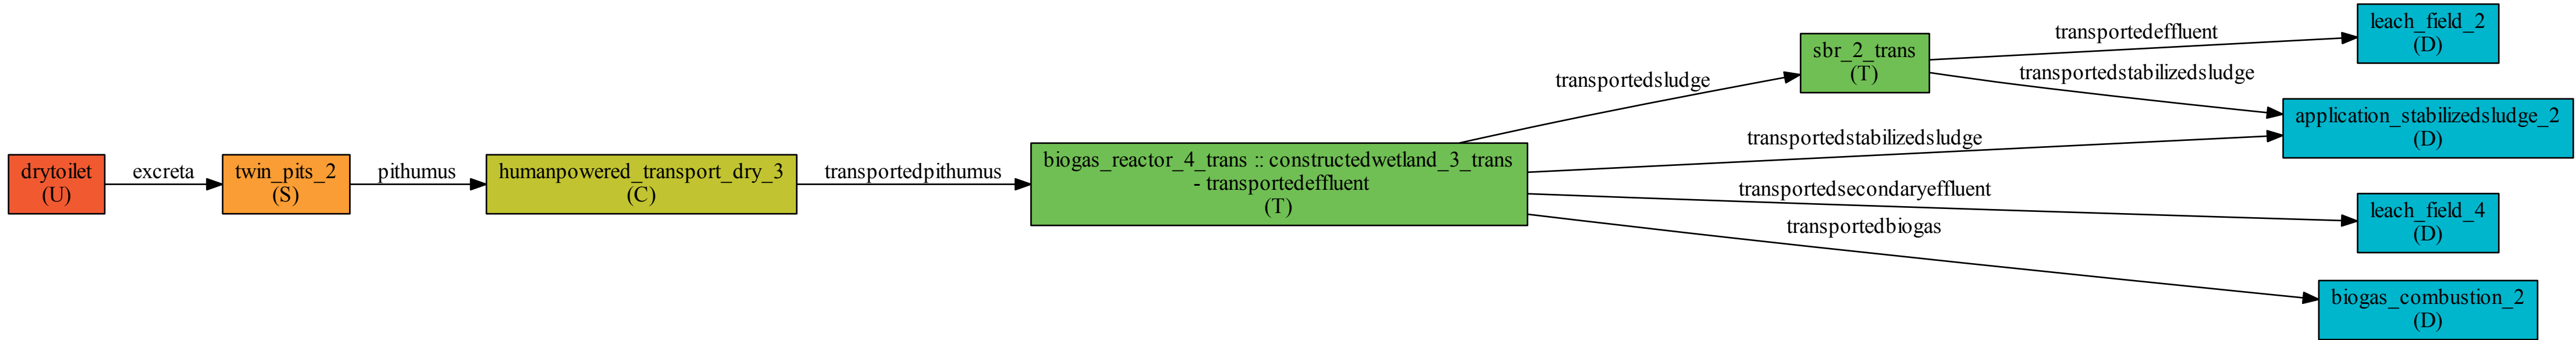 drytoilet
(U)
excreta
twin_pits_2
(S)
pithumus
humanpowered_transport_dry_3
(C)
transportedpithumus
biogas_reactor_4_trans :: constructedwetland_3_trans
- transportedeffluent
(T)
transportedsludge
sbr_2_trans
(T)
transportedeffluent
leach_field_2
(D)
transportedstabilizedsludge
application_stabilizedsludge_2
(D)
transportedstabilizedsludge
transportedsecondaryeffluent
leach_field_4
(D)
transportedbiogas
biogas_combustion_2
(D)